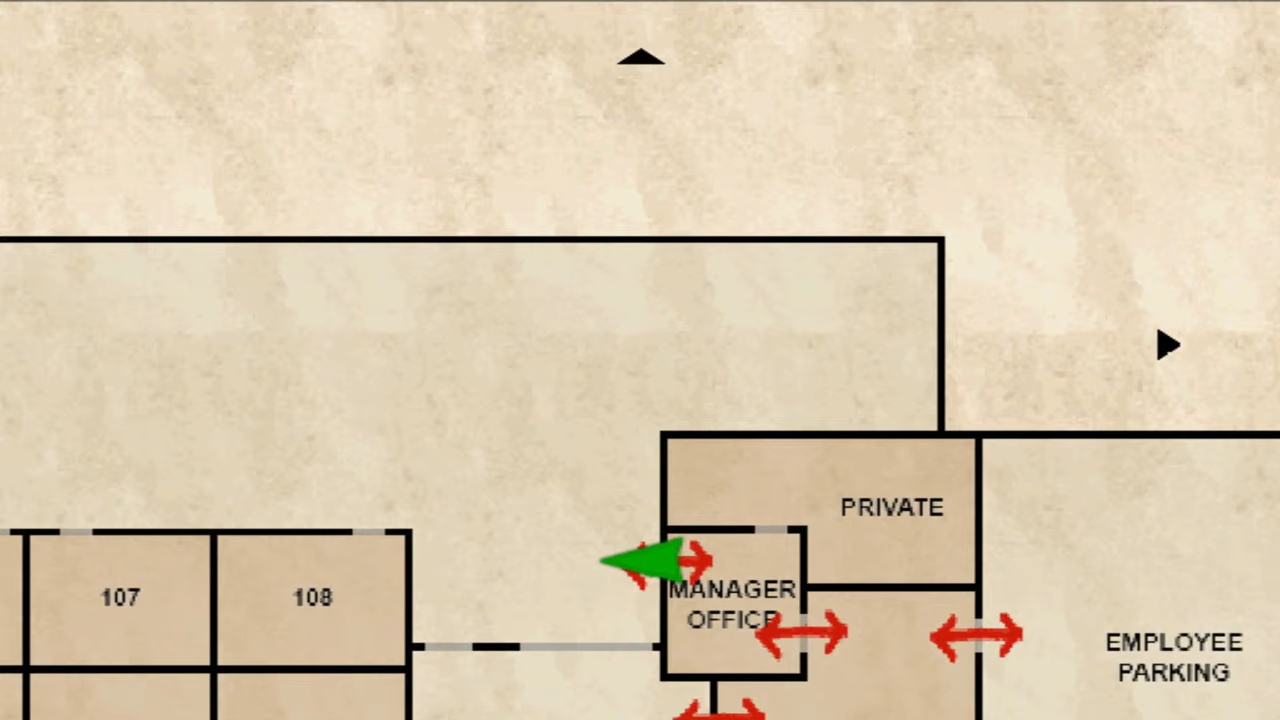 PRIVATE
107
108
MANAGER
OFFICE
EMPLOYEE
PARKING